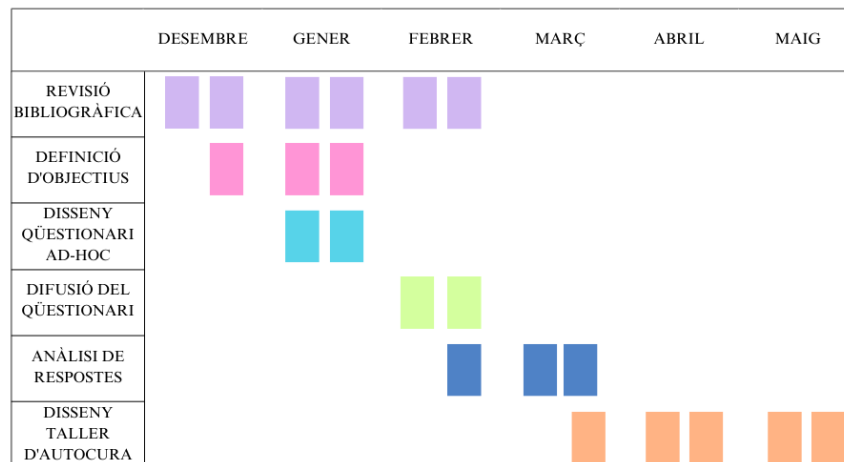 DESEMBRE GENER FEBRER MARÇ ABRIL MAIG
REVISIÓ
BIBLIOGRÀFICA
DEFINICIÓ
D'OBJECTIUS
DISSENY
QÜESTIONARI
AD-HOC
DIFUSIÓ DEL
QÜESTIONARI
ANÀLISI DE
RESPOSTES
DISSENY
TALLER
D'AUTOCURA